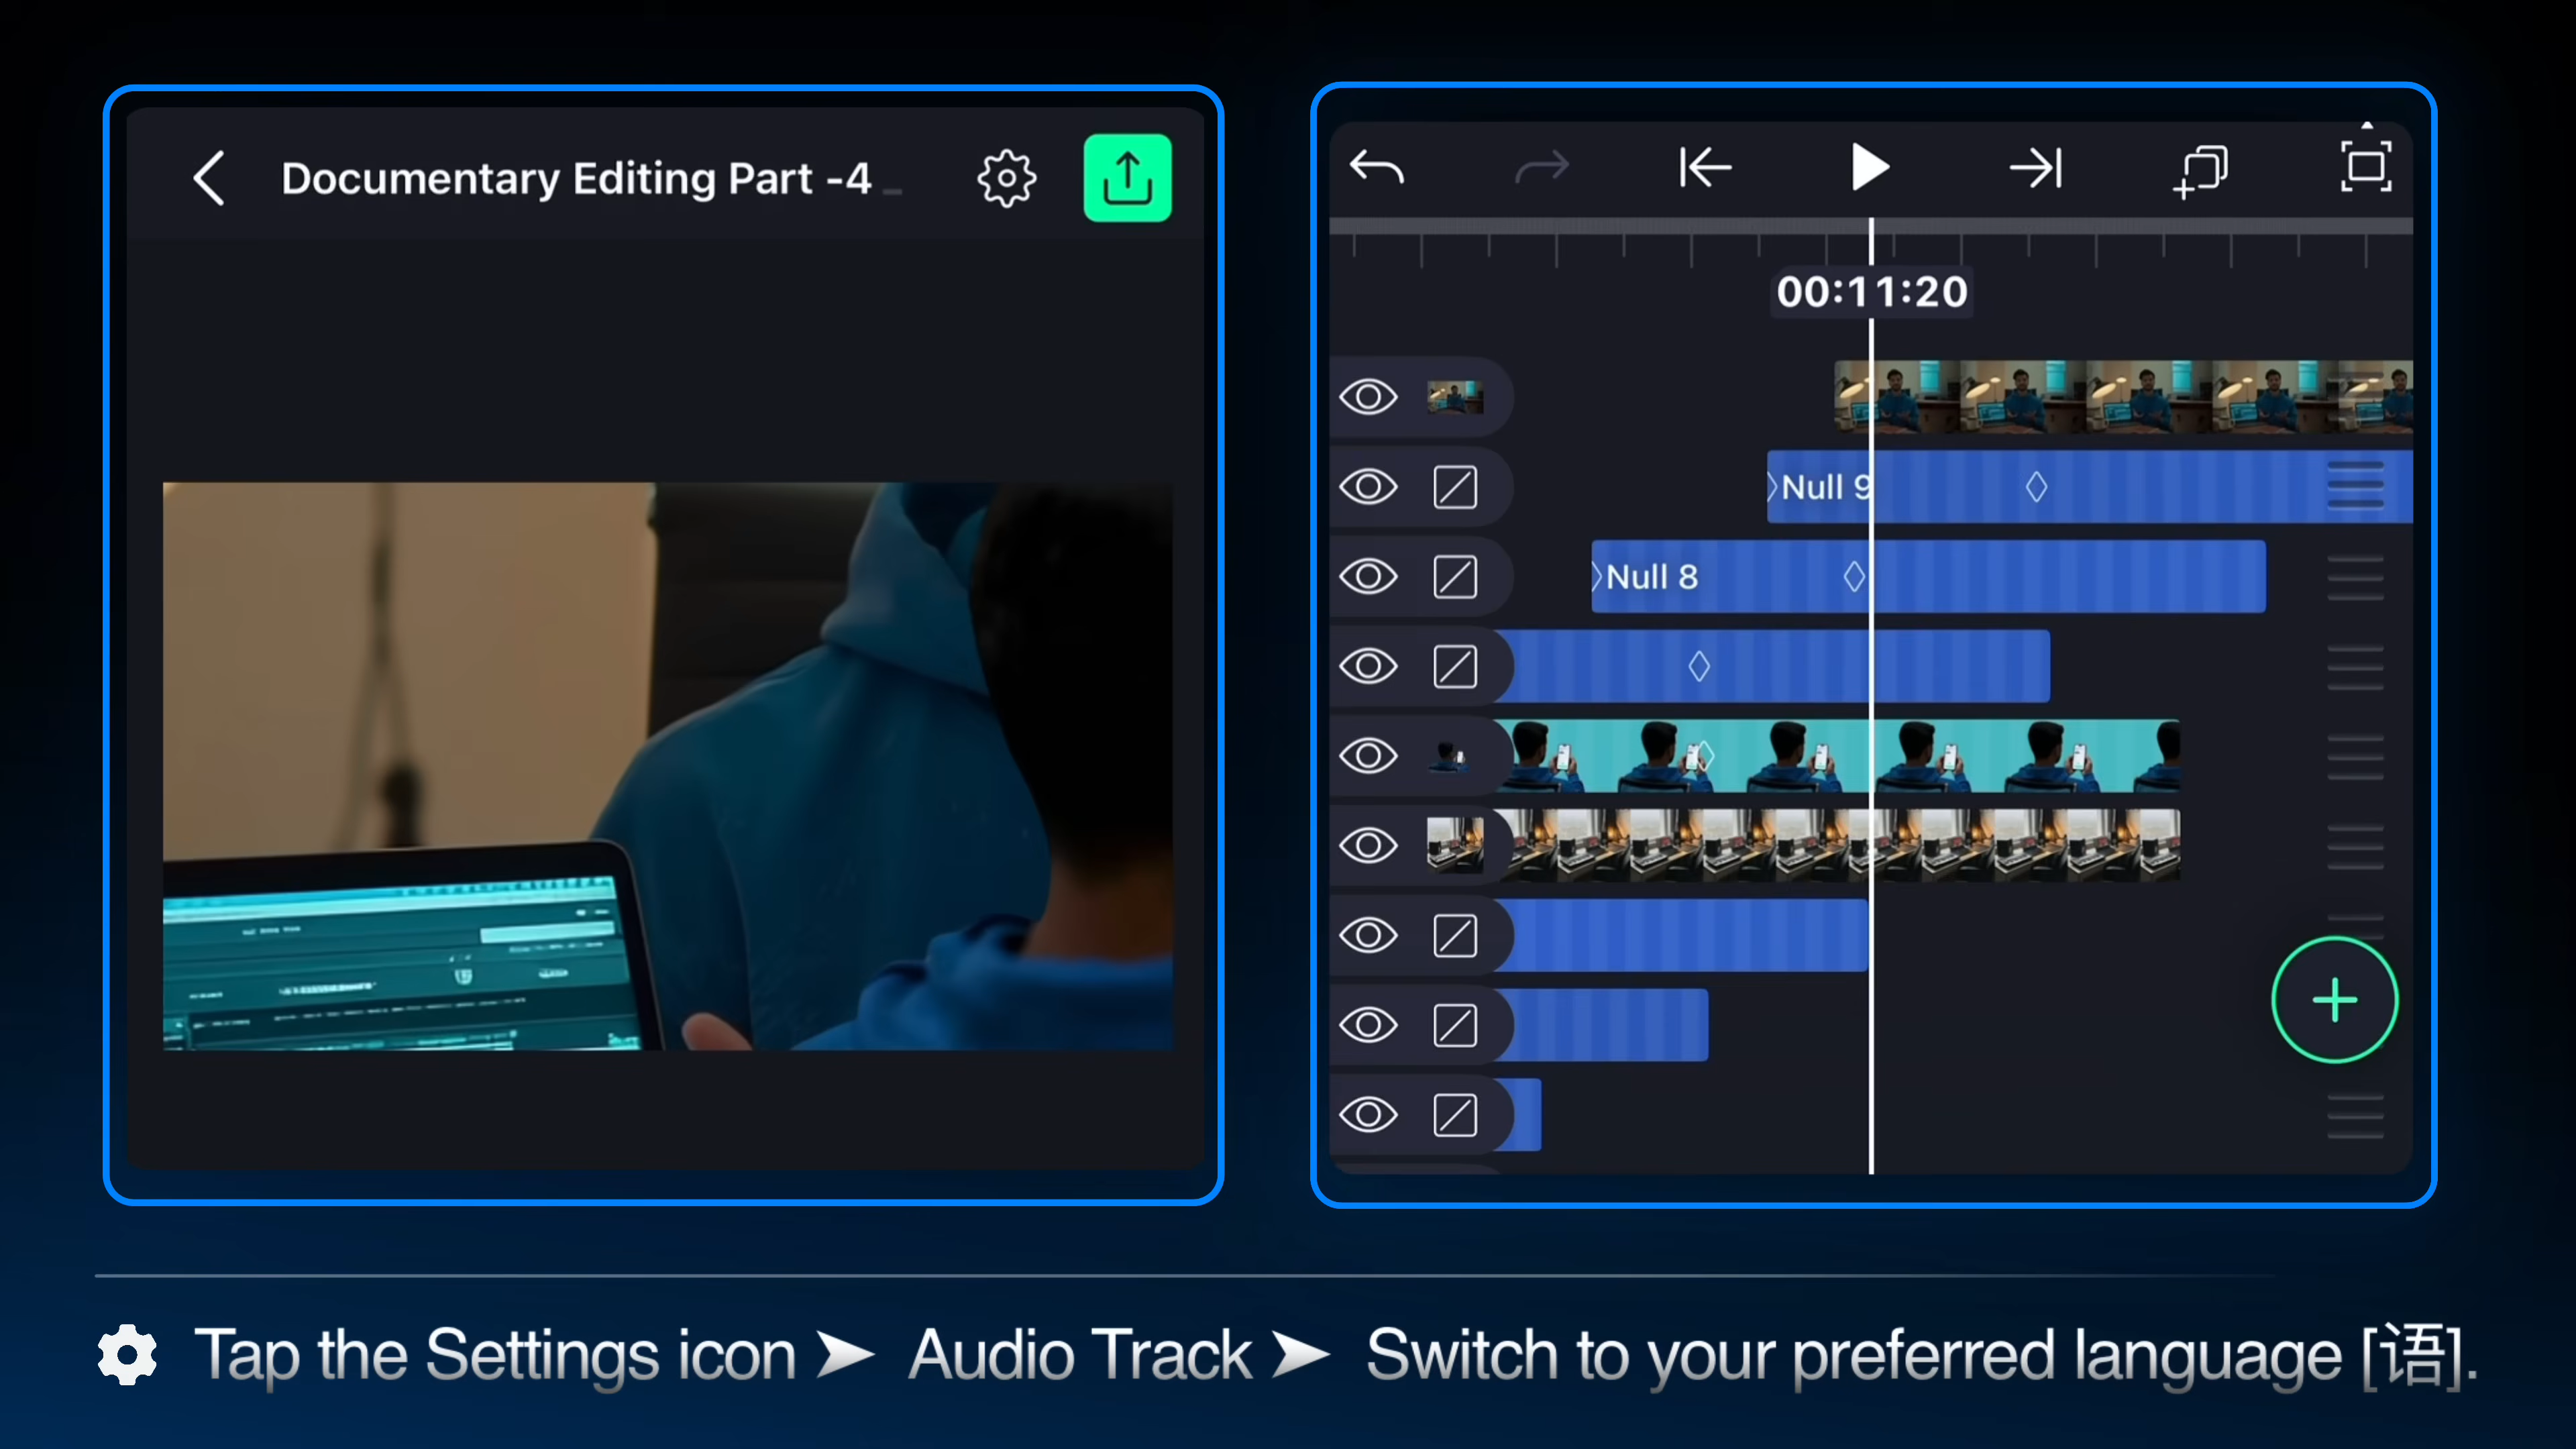 Documentary Editing Part -4
00:11:20
Null 9
Null 8
Tap the Settings icon ➤ Audio Track ➤ Switch to your preferred language [语].